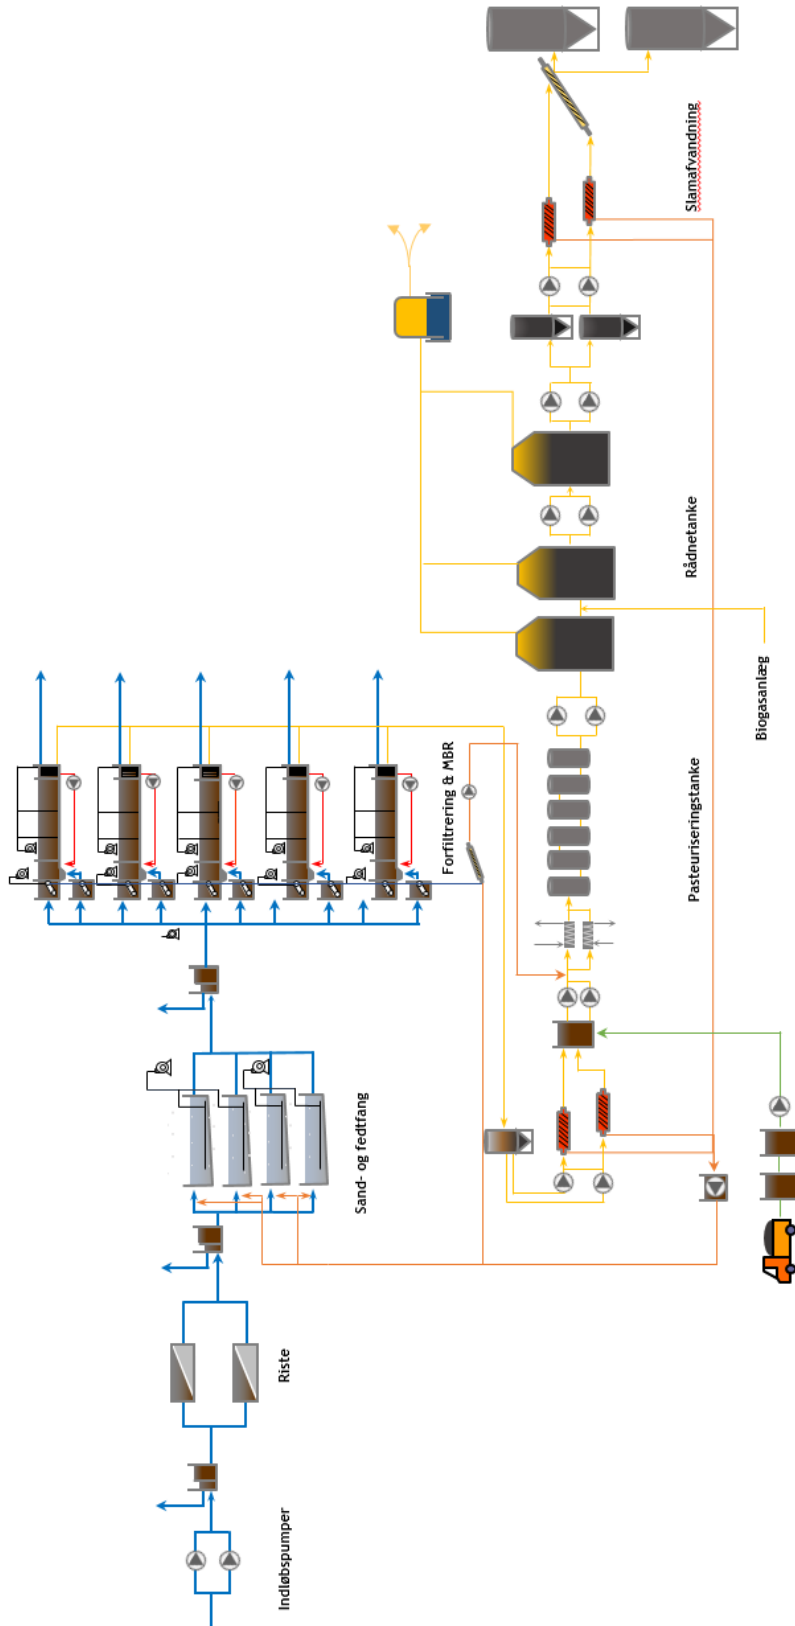 Indløbspumper
Riste
Sand- og fedtfang
Forfiltrering & MBR
Pasteuriseringstanke
Biogasanlæg
Rådnetanke
Slamafvandning